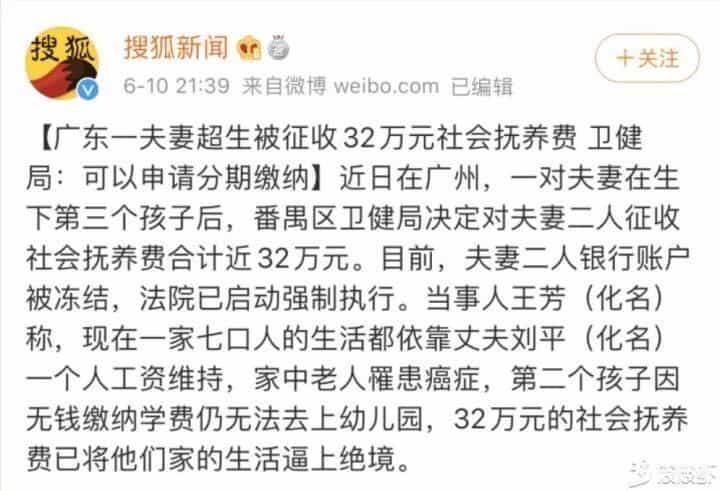 搜狐
搜狐新闻
+关注
6-10 21:39 来自微博 weibo.com 已编辑
【广东一夫妻超生被征收32万元社会抚养费 卫健
局：可以申请分期缴纳】近日在广州，一对夫妻在生
下第三个孩子后，番禺区卫健局决定对夫妻二人征收
社会抚养费合计近32万元。目前，夫妻二人银行账户
被冻结，法院已启动强制执行。当事人王芳（化名）
称，现在一家七口人的生活都依靠丈夫刘平（化名）
一个人工资维持，家中老人罹患癌症，第二个孩子因
无钱缴纳学费仍无法去上幼儿园，32万元的社会抚养
费已将他们家的生活逼上绝境。